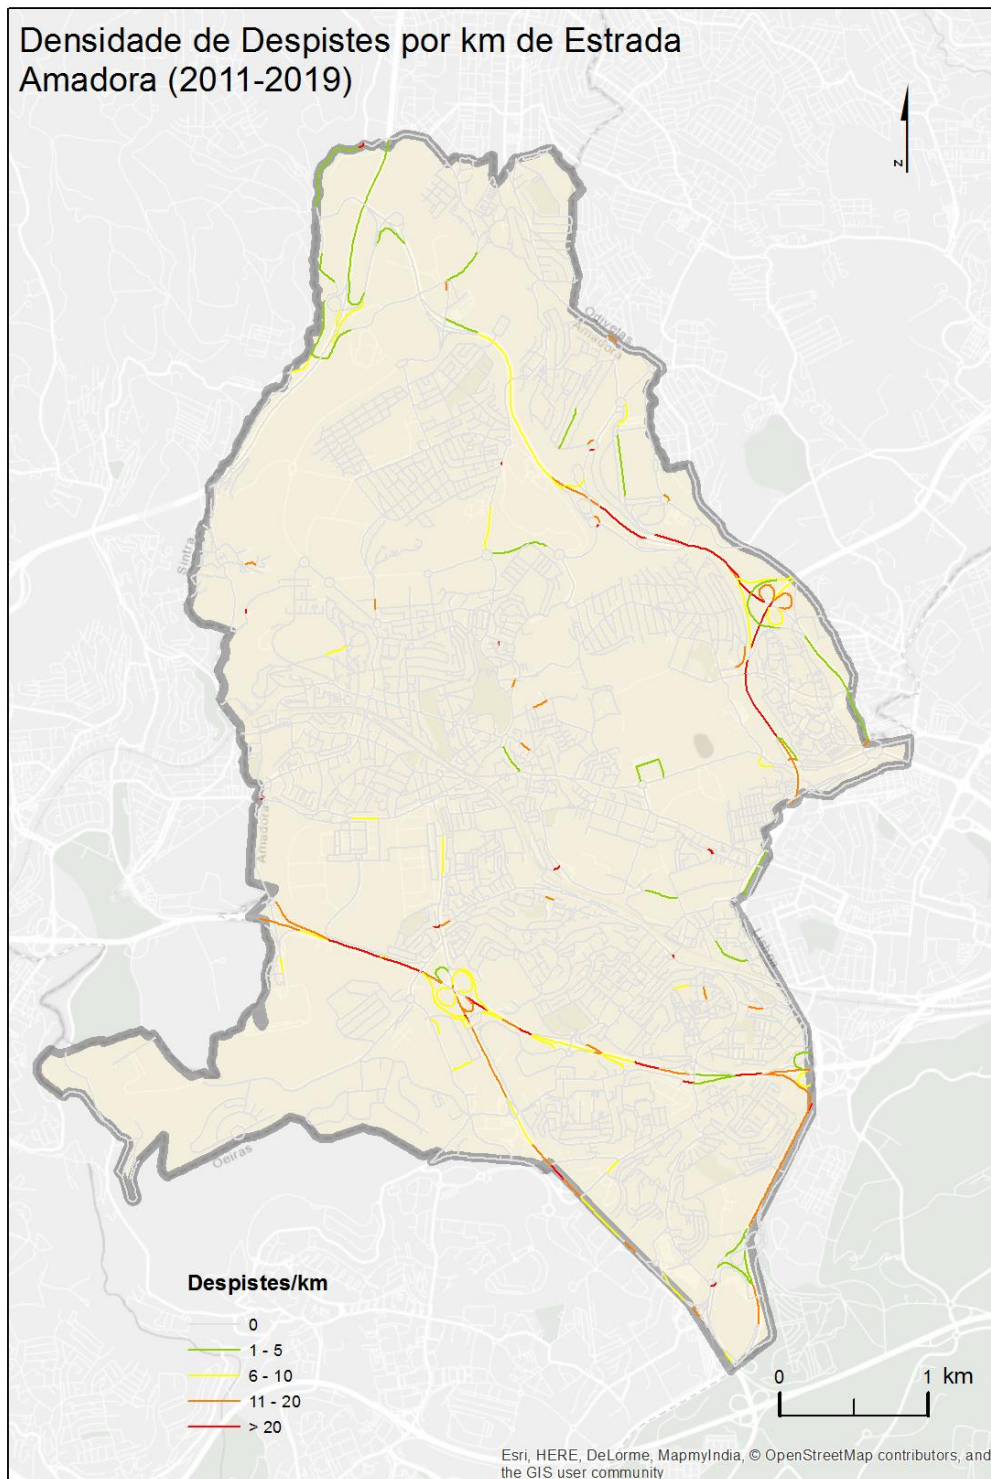 Densidade de Despistes por km de Estrada
Amadora (2011-2019)
N
Odivelas
Amadora
Sintra
Amadora
Lisboa
Oeiras
Despistes/km
0
1 - 5
6 - 10
11 - 20
> 20
0 1 km
Esri, HERE, DeLorme, MapmyIndia, © OpenStreetMap contributors, and
the GIS user community